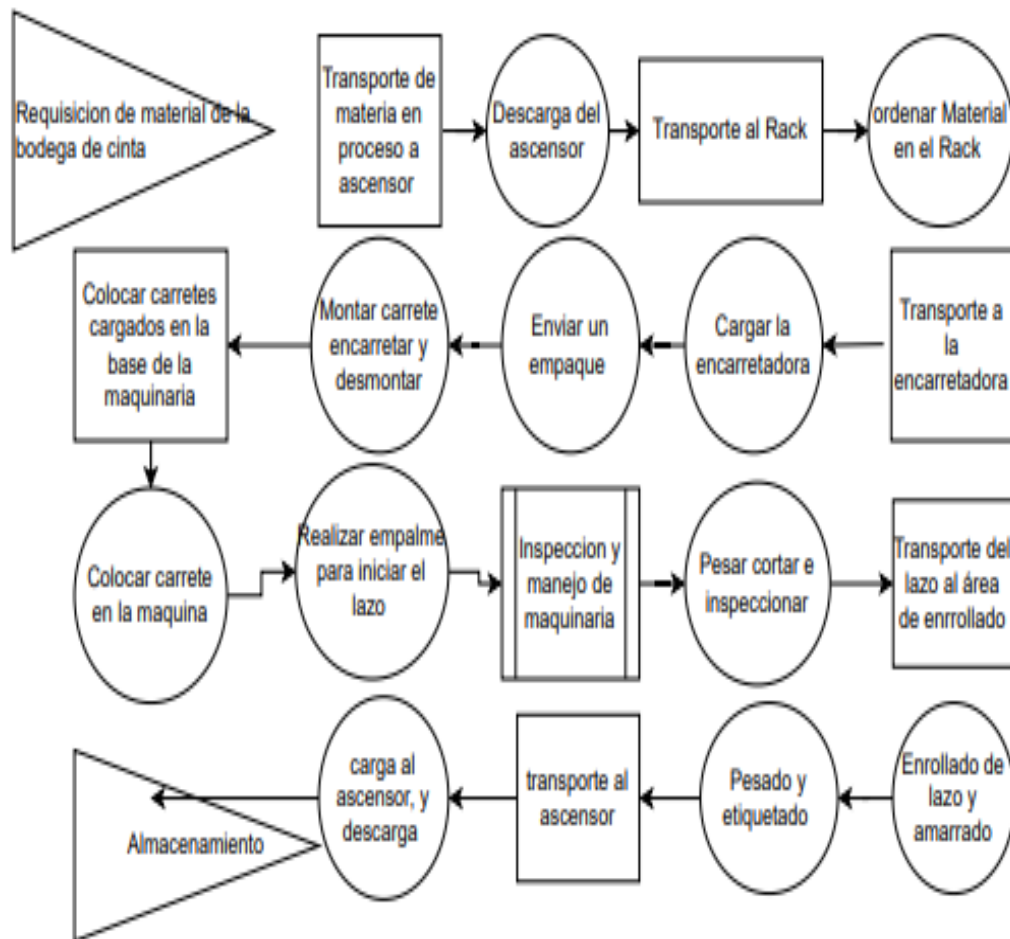 Requisicion de material de la
bodega de cinta
Transporte de
materia en
proceso a
ascensor
Descarga del
ascensor
Transporte al Rack
ordenar Material
en el Rack
Colocar carretes
cargados en la
base de la
maquinaria
Montar carrete
encarretar y
desmontar
Enviar un
empaque
Cargar la
encarretadora
Transporte a
la
encarretadora
Colocar carrete
en la maquina
Realizar empalme
para iniciar el
lazo
Inspeccion y
manejo de
maquinaria
Pesar cortar e
inspeccionar
Transporte del
lazo al área
de enrrollado
Almacenamiento
carga al
ascensor, y
descarga
transporte al
ascensor
Pesado y
etiquetado
Enrollado de
lazo y
amarrado